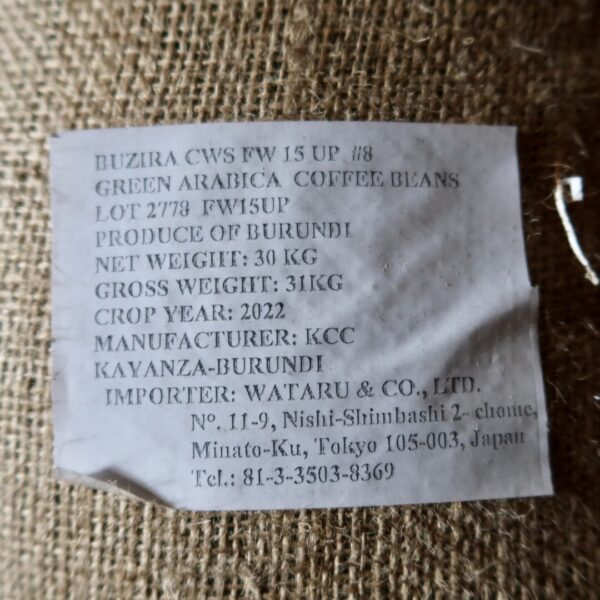 BUZIRA CWS FW 15 UP #8
GREEN ARABICA COFFEE BEANS
LOT 2778 FW15UP
PRODUCE OF BURUNDI
NET WEIGHT: 30 KG
GROSS WEIGHT: 31KG
CROP YEAR: 2022
MANUFACTURER: KCC
KAYANZA-BURUNDI
IMPORTER: WATARU & CO., LTD.
Nº. 11-9, Nishi-Shimbashi 2- chome,
Minato-Ku, Tokyo 105-003, Japan
Tel.: 81-3-3503-8369